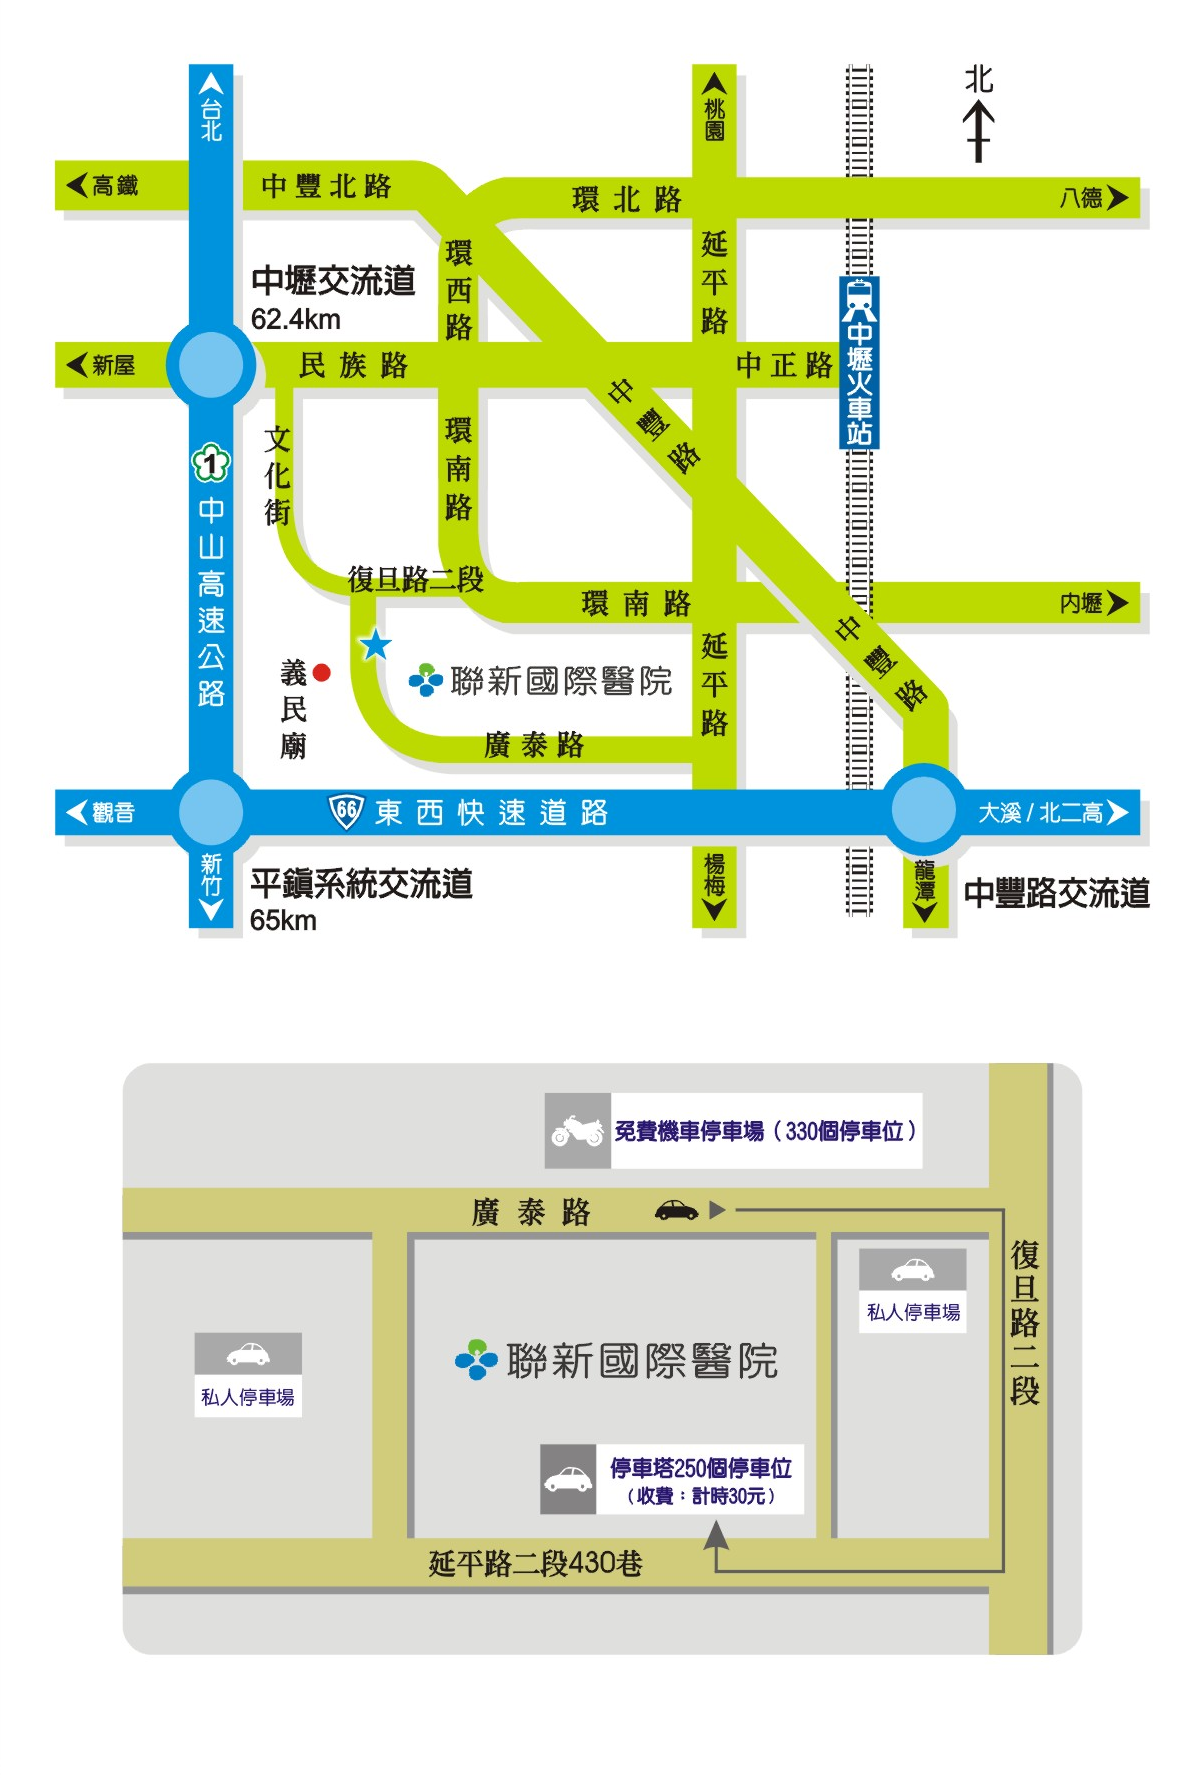 台北
桃園
北
高鐵
中豐北路
環北路
八德
環西路
延平路
中壢交流道
62.4km
新屋
民族路
中正路
中壢火車站
中豐路
文化街
環南路
1
中山高速公路
復旦路二段
環南路
內壢
中豐路
義民廟
聯新國際醫院
延平路
廣泰路
觀音
66
東西快速道路
大溪/北二高
新竹
平鎮系統交流道
65km
楊梅
龍潭
中豐路交流道
免費機車停車場（330個停車位）
廣泰路
復旦路二段
私人停車場
聯新國際醫院
私人停車場
停車塔250個停車位
（收費：計時30元）
延平路二段430巷